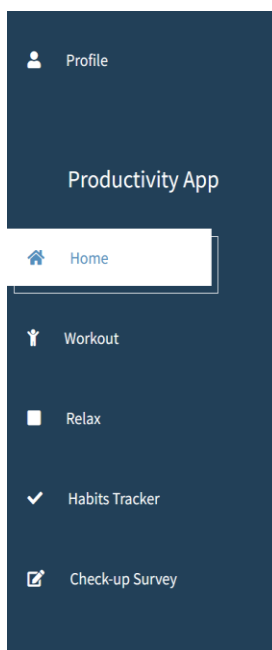 Profile
Productivity App
Home
Workout
Relax
Habits Tracker
Check-up Survey